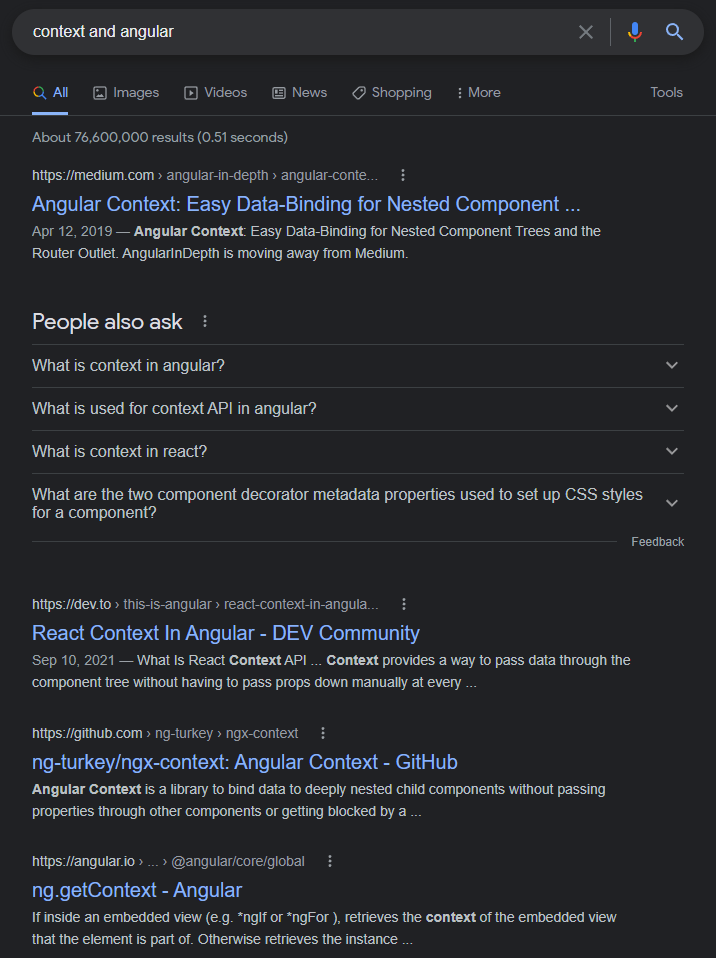 context and angular
All Images Videos News Shopping More Tools
About 76,600,000 results (0.51 seconds)
https://medium.com › angular-in-depth › angular-conte...
Angular Context: Easy Data-Binding for Nested Component ...
Apr 12, 2019 — Angular Context: Easy Data-Binding for Nested Component Trees and the
Router Outlet. AngularInDepth is moving away from Medium.
People also ask
What is context in angular?
What is used for context API in angular?
What is context in react?
What are the two component decorator metadata properties used to set up CSS styles
for a component?
Feedback
https://dev.to › this-is-angular › react-context-in-angula...
React Context In Angular - DEV Community
Sep 10, 2021 — What Is React Context API ... Context provides a way to pass data through the
component tree without having to pass props down manually at every ...
https://github.com › ng-turkey › ngx-context
ng-turkey/ngx-context: Angular Context - GitHub
Angular Context is a library to bind data to deeply nested child components without passing
properties through other components or getting blocked by a ...
https://angular.io › ... › @angular/core/global
ng.getContext - Angular
If inside an embedded view (e.g. *ngIf or *ngFor ), retrieves the context of the embedded view
that the element is part of. Otherwise retrieves the instance ...